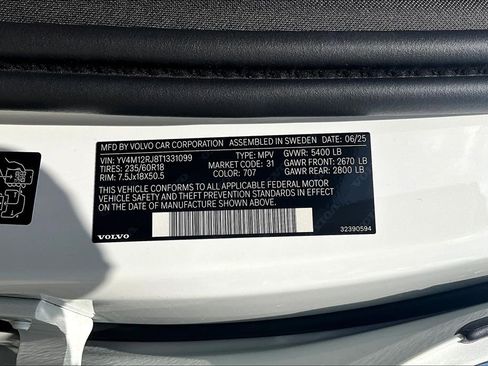 MFD BY VOLVO CAR CORPORATION ASSEMBLED IN SWEDEN DATE: 06/25
VIN: YV4M12RJ8T1331099 TYPE: MPV GVWR: 5400 LB
TIRES: 235/60R18 MARKET CODE: 31 GAWR FRONT: 2670 LB
RIM: 7.5Jx18X50.5 COLOR: 707 GAWR REAR: 2800 LB
THIS VEHICLE CONFORMS TO ALL APPLICABLE FEDERAL MOTOR
VEHICLE SAFETY AND THEFT PREVENTION STANDARDS IN EFFECT
ON THE DATE OF MANUFACTURE SHOWN ABOVE.
VOLVO 32390594